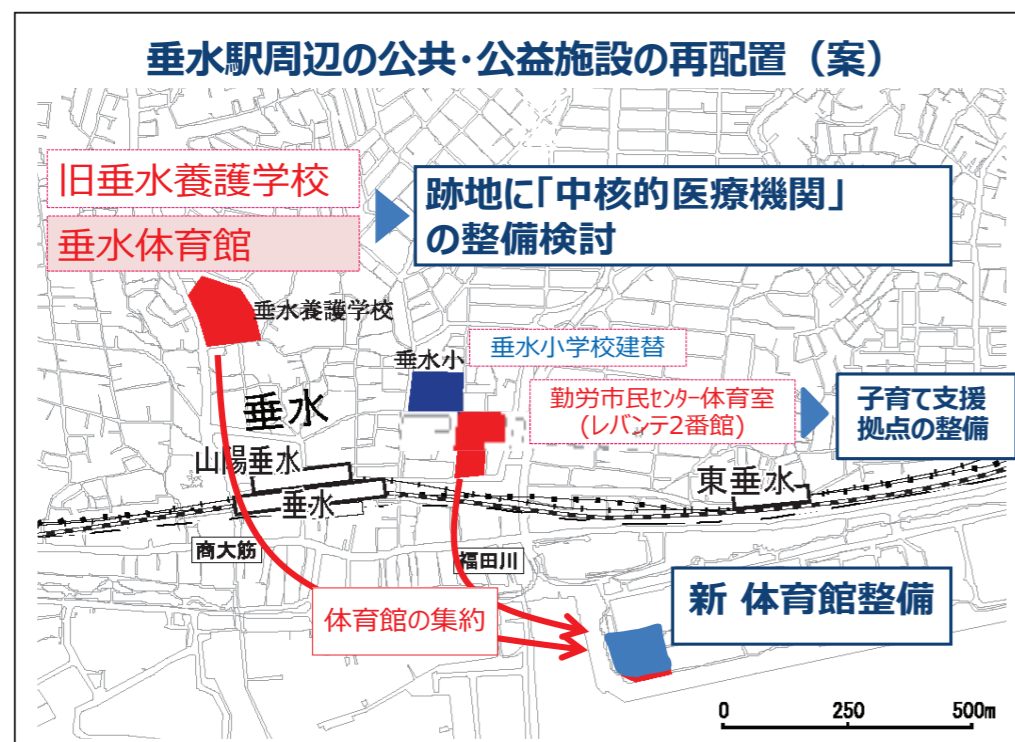 垂水駅周辺の公共・公益施設の再配置（案）
旧垂水養護学校
垂水体育館
跡地に「中核的医療機関」
の整備検討
垂水養護学校
垂水小
垂水小学校建替
勤労市民ｾﾝﾀｰ体育室
(レバンテ2番館)
子育て支援
拠点の整備
垂水
山陽垂水
垂水
東垂水
商大筋
福田川
体育館の集約
新 体育館整備
0 250 500m